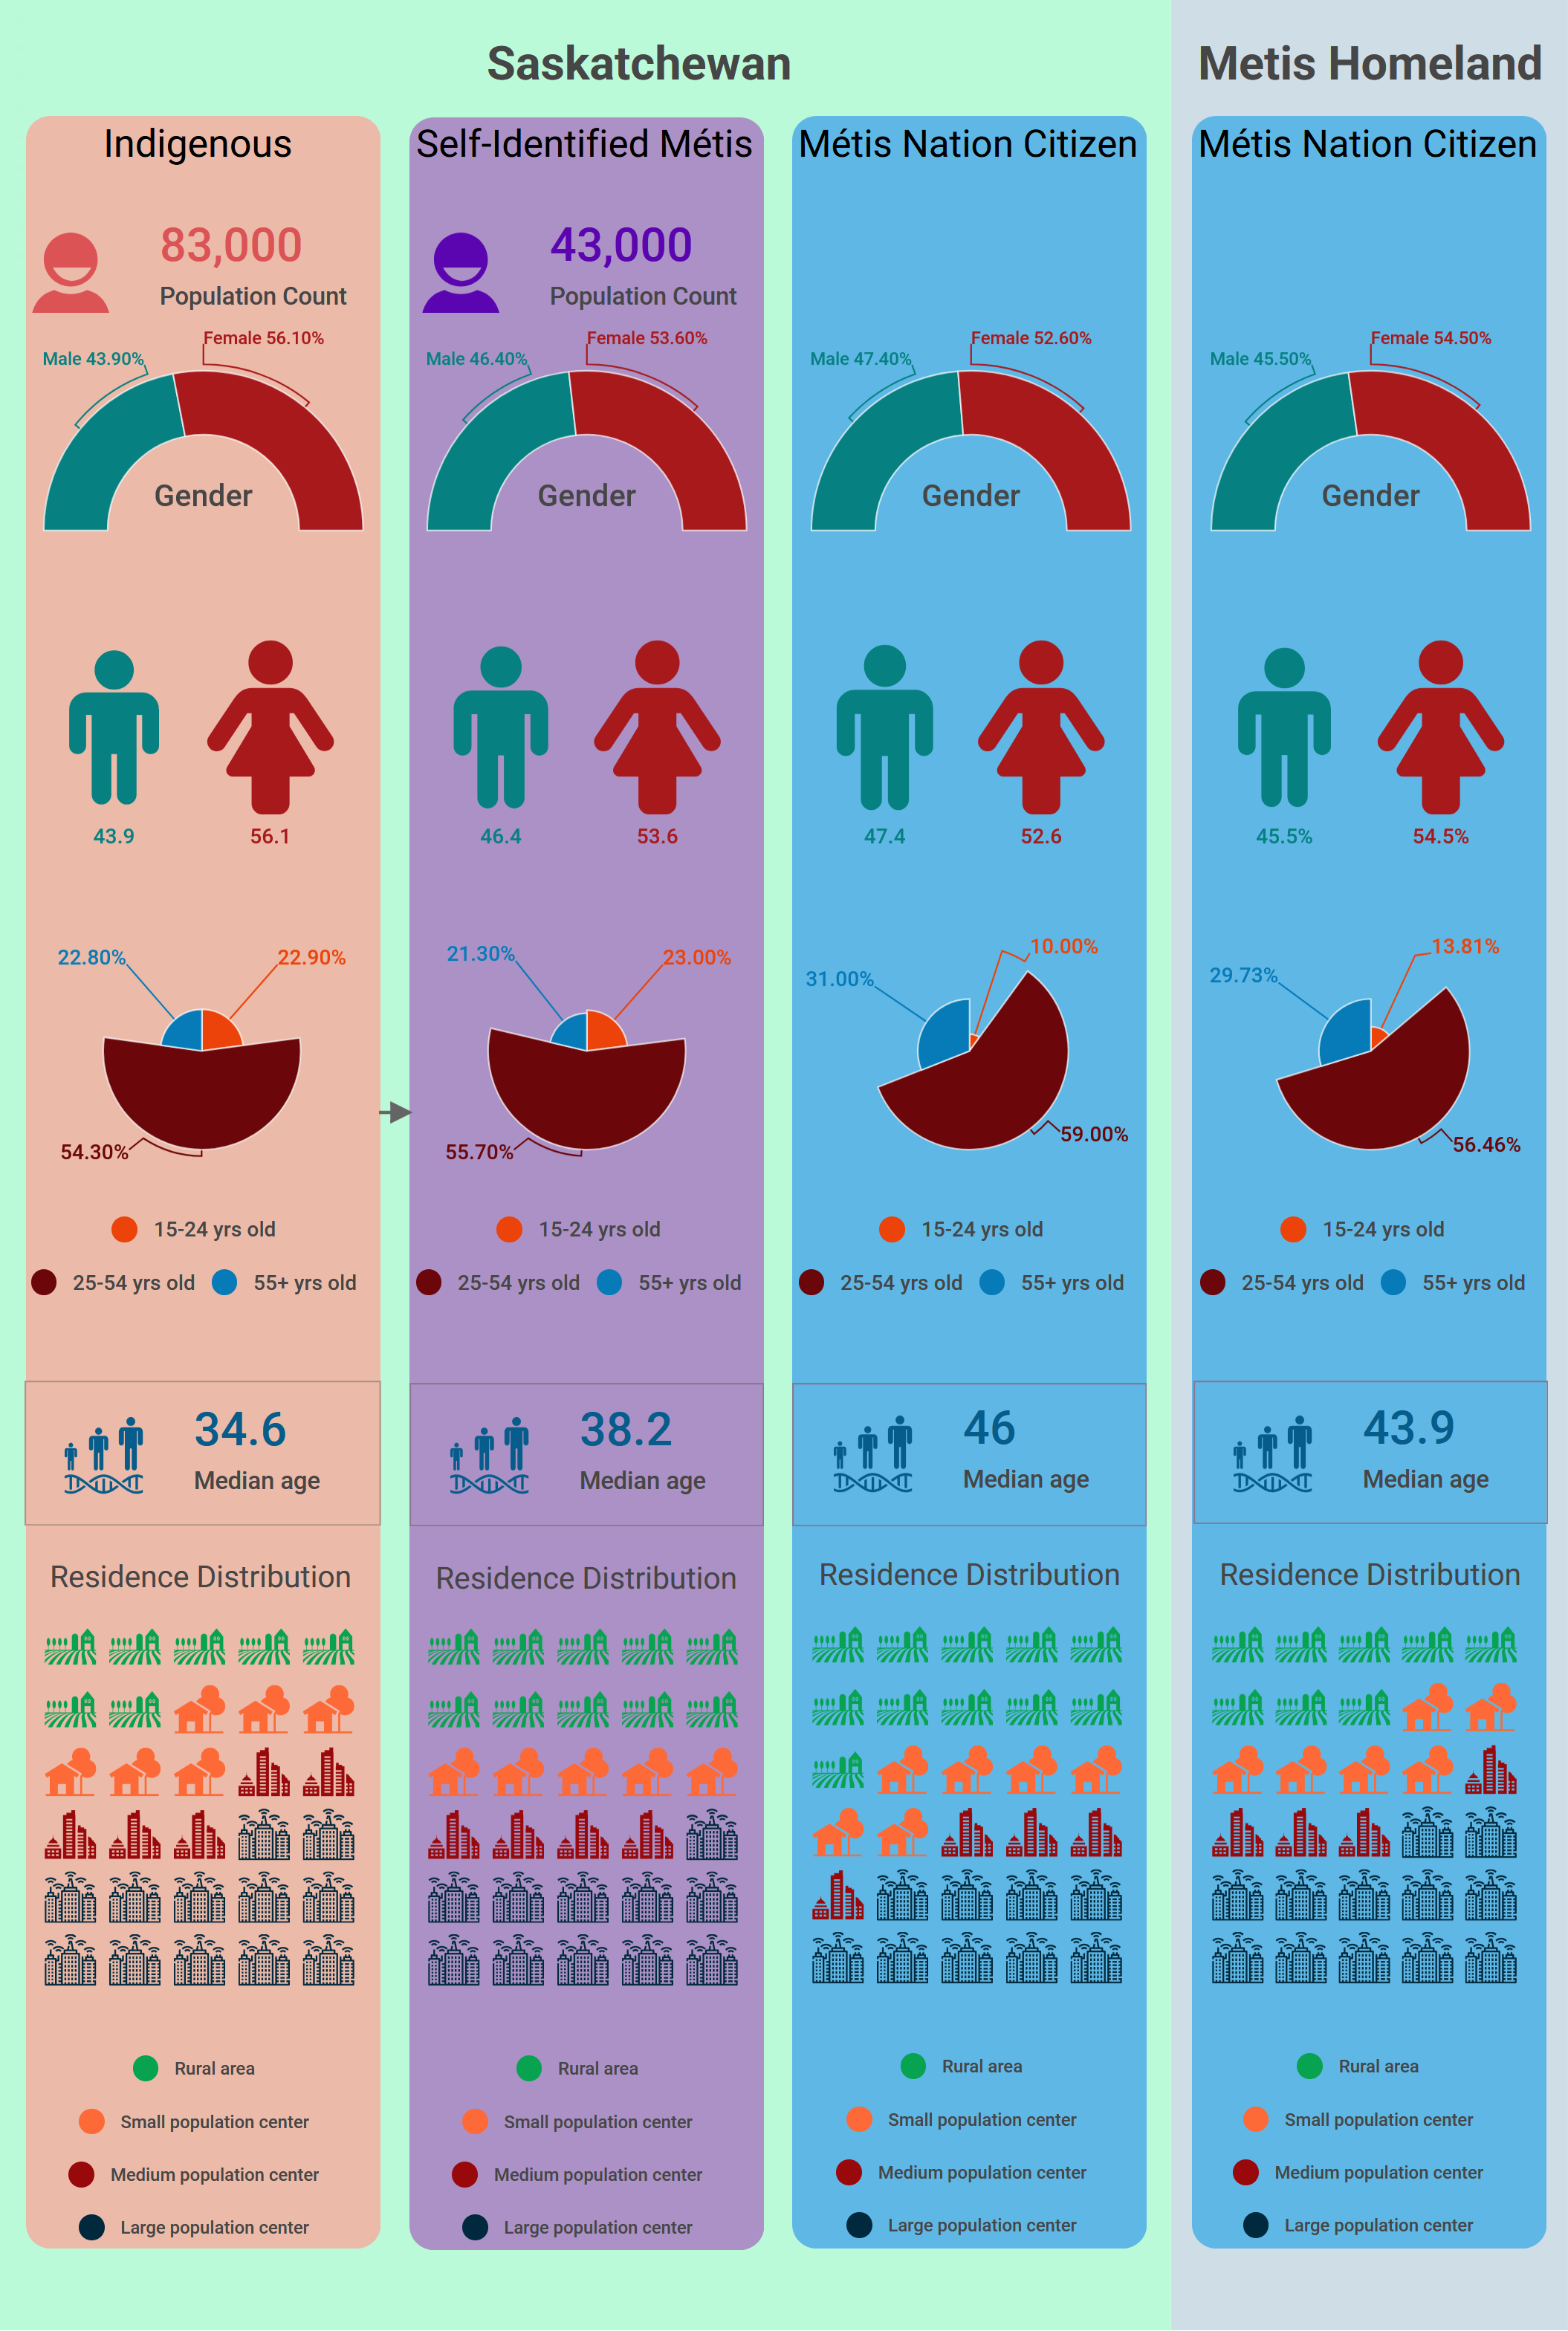 Saskatchewan
Metis Homeland
Indigenous
83,000
Population Count
Male 43.90%
Female 56.10%
Gender
43.9
56.1
22.80%
22.90%
54.30%
15-24 yrs old
25-54 yrs old
55+ yrs old
34.6
Median age
Residence Distribution
Rural area
Small population center
Medium population center
Large population center
Self-Identified Métis
43,000
Population Count
Male 46.40%
Female 53.60%
Gender
46.4
53.6
21.30%
23.00%
55.70%
15-24 yrs old
25-54 yrs old
55+ yrs old
38.2
Median age
Residence Distribution
Rural area
Small population center
Medium population center
Large population center
Métis Nation Citizen
Male 47.40%
Female 52.60%
Gender
47.4
52.6
10.00%
31.00%
59.00%
15-24 yrs old
25-54 yrs old
55+ yrs old
46
Median age
Residence Distribution
Rural area
Small population center
Medium population center
Large population center
Métis Nation Citizen
Male 45.50%
Female 54.50%
Gender
45.5%
54.5%
13.81%
29.73%
56.46%
15-24 yrs old
25-54 yrs old
55+ yrs old
43.9
Median age
Residence Distribution
Rural area
Small population center
Medium population center
Large population center